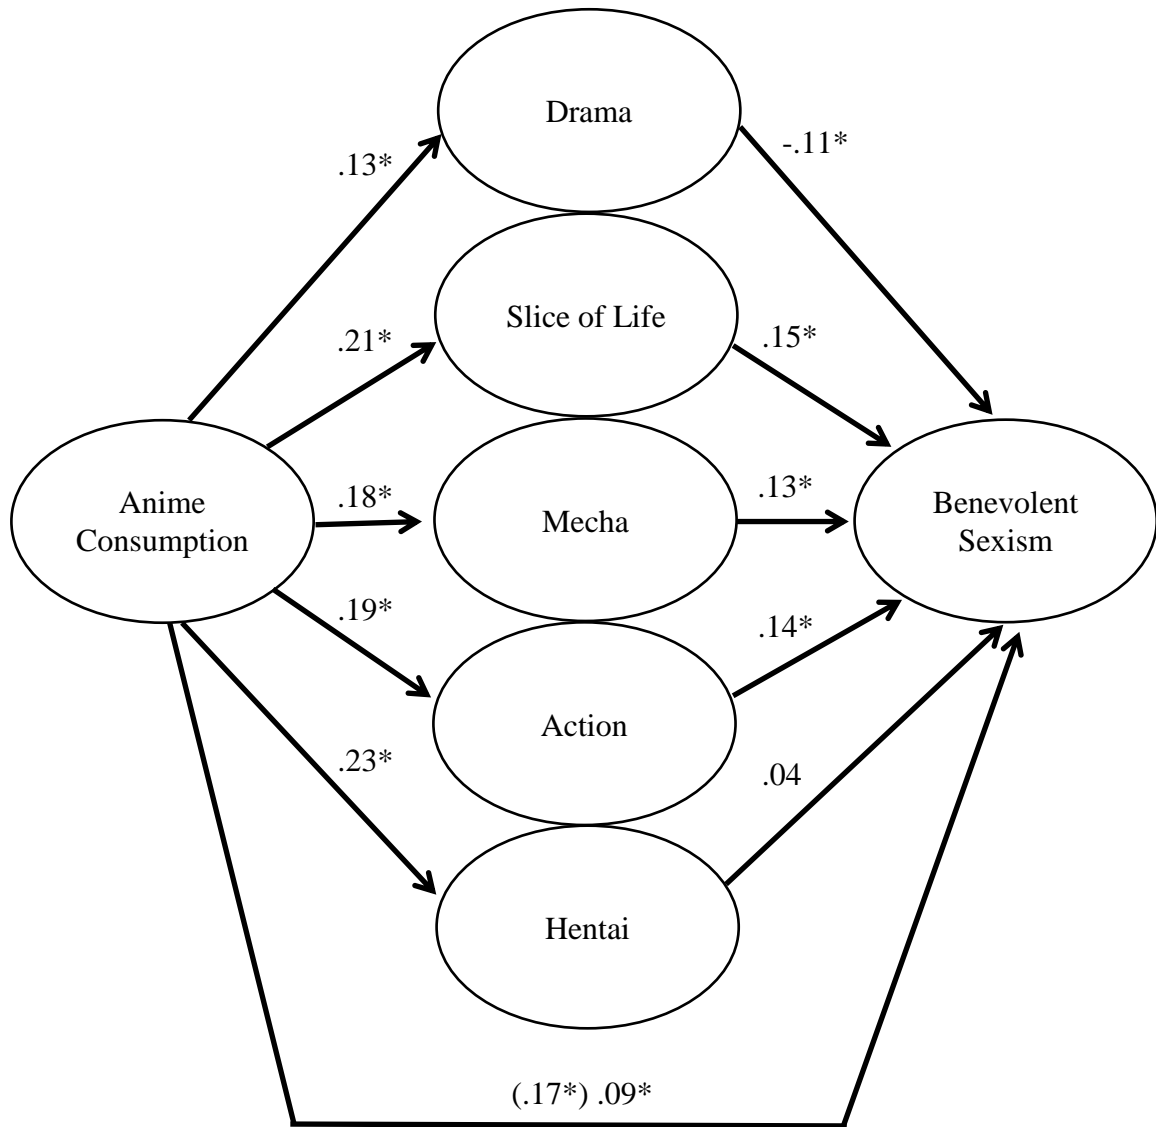 Drama
.13*
-.11*
Slice of Life
.21*
.15*
Anime
Consumption
.18*
Mecha
.13*
Benevolent
Sexism
.19*
Action
.14*
.23*
.04
Hentai
(.17*) .09*